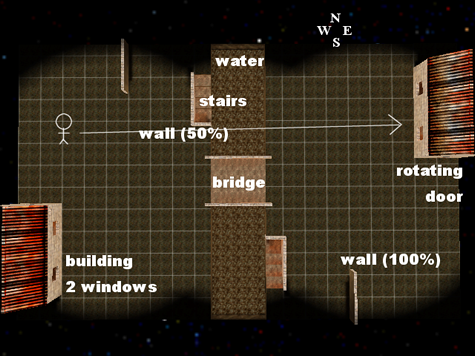 N
W E
S
water
stairs
wall (50%)
bridge
rotating
door
building
2 windows
wall (100%)